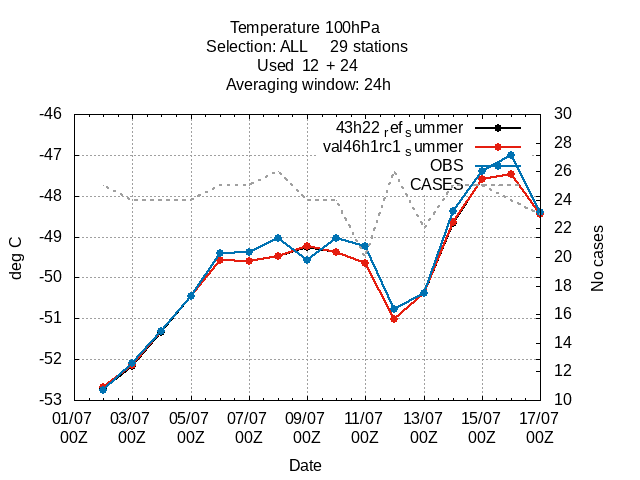 Temperature 100hPa
Selection: ALL 29 stations
Used 12 + 24
Averaging window: 24h
-46
-47
-48
-49
-50
-51
-52
-53
deg C
30
28
26
24
22
20
18
16
14
12
10
No cases
43h22 ref summer
val46h1rc1 summer
OBS
CASES
01/07 03/07 05/07 07/07 09/07 11/07 13/07 15/07 17/07
00Z 00Z 00Z 00Z 00Z 00Z 00Z 00Z 00Z
Date